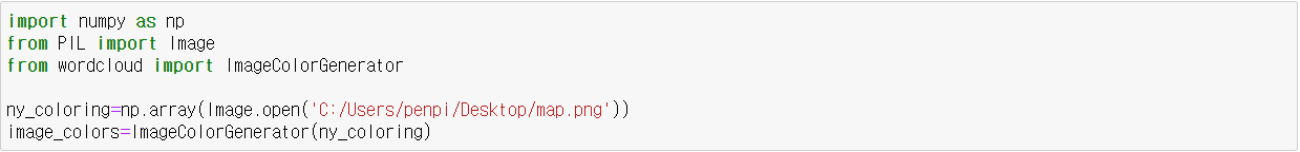 import numpy as np
from PIL import Image
from wordcloud import ImageColorGenerator
ny_coloring=np.array(Image.open('C:/Users/penpi/Desktop/map.png'))
image_colors=ImageColorGenerator(ny_coloring)